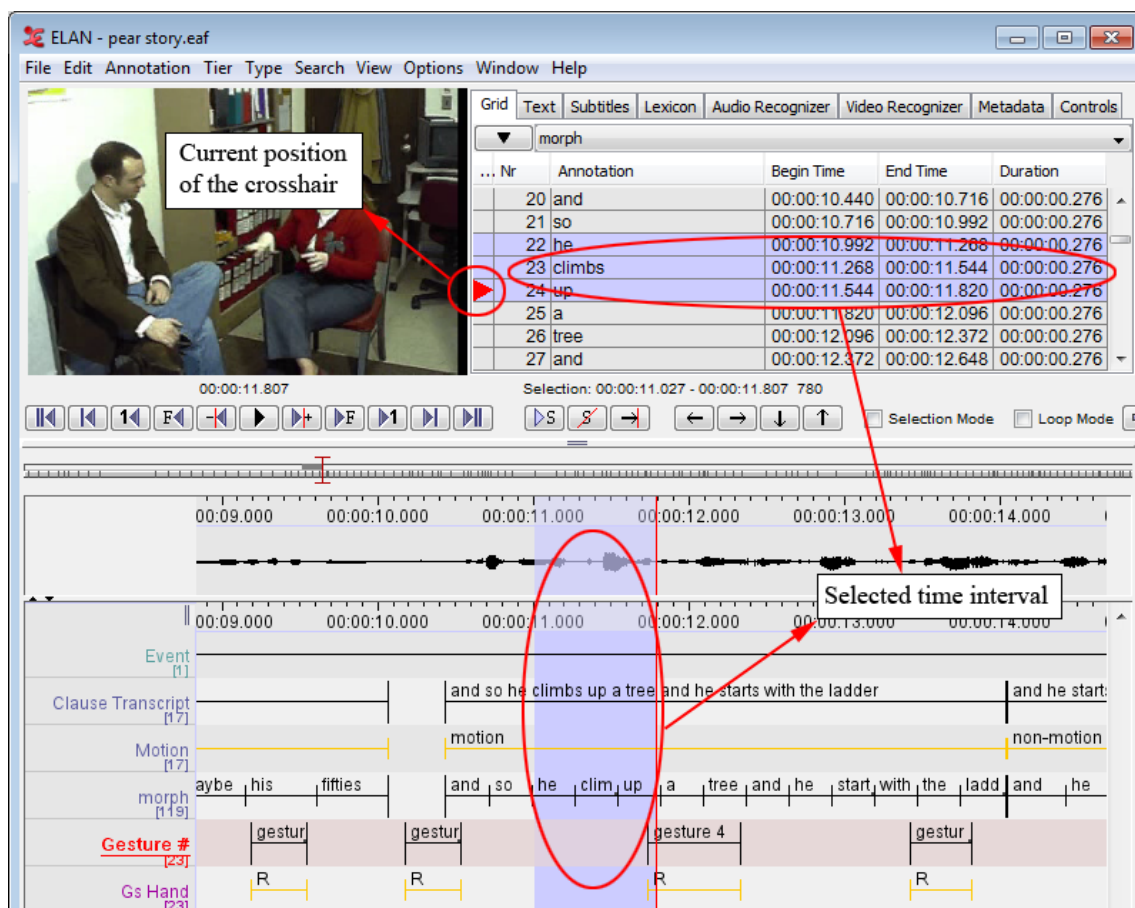 ELAN - pear story.eaf
File Edit Annotation Tier Type Search View Options Window Help
Grid Text Subtitles Lexicon Audio Recognizer Video Recognizer Metadata Controls
morph
... Nr Annotation Begin Time End Time Duration
20 and 00:00:10.440 00:00:10.716 00:00:00.276
21 so 00:00:10.716 00:00:10.992 00:00:00.276
22 he 00:00:10.992 00:00:11.268 00:00:00.276
23 climbs 00:00:11.268 00:00:11.544 00:00:00.276
24 up 00:00:11.544 00:00:11.820 00:00:00.276
25 a 00:00:11.820 00:00:12.096 00:00:00.276
26 tree 00:00:12.096 00:00:12.372 00:00:00.276
27 and 00:00:12.372 00:00:12.648 00:00:00.276
Current position
of the crosshair
00:00:11.807
Selection: 00:00:11.027 - 00:00:11.807 780
1 F - + F 1 S S Selection Mode Loop Mode
00:09.000 00:00:10.000 00:00:11.000 00:00:12.000 00:00:13.000 00:00:14.000
Selected time interval
00:09.000 00:00:10.000 00:00:11.000 00:00:12.000 00:00:13.000 00:00:14.000
Event
[1]
and so he climbs up a tree and he starts with the ladder and he starts
Clause Transcript
[17]
motion non-motion
Motion
[17]
aybe his fifties and so he clim up a tree and he start with the ladd and he
morph
[119]
gestur gestur gesture 4 gestur
Gesture #
[23]
R R R R
Gs Hand
[23]